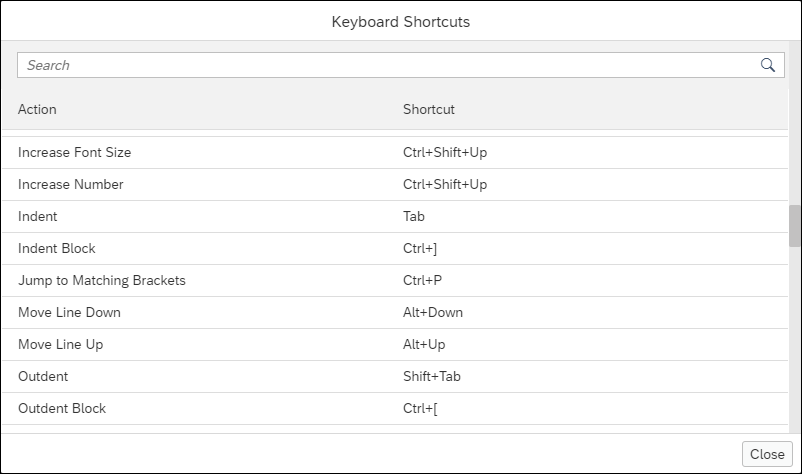 Keyboard Shortcuts
Search
Action Shortcut
Increase Font Size Ctrl+Shift+Up
Increase Number Ctrl+Shift+Up
Indent Tab
Indent Block Ctrl+]
Jump to Matching Brackets Ctrl+P
Move Line Down Alt+Down
Move Line Up Alt+Up
Outdent Shift+Tab
Outdent Block Ctrl+[
Close